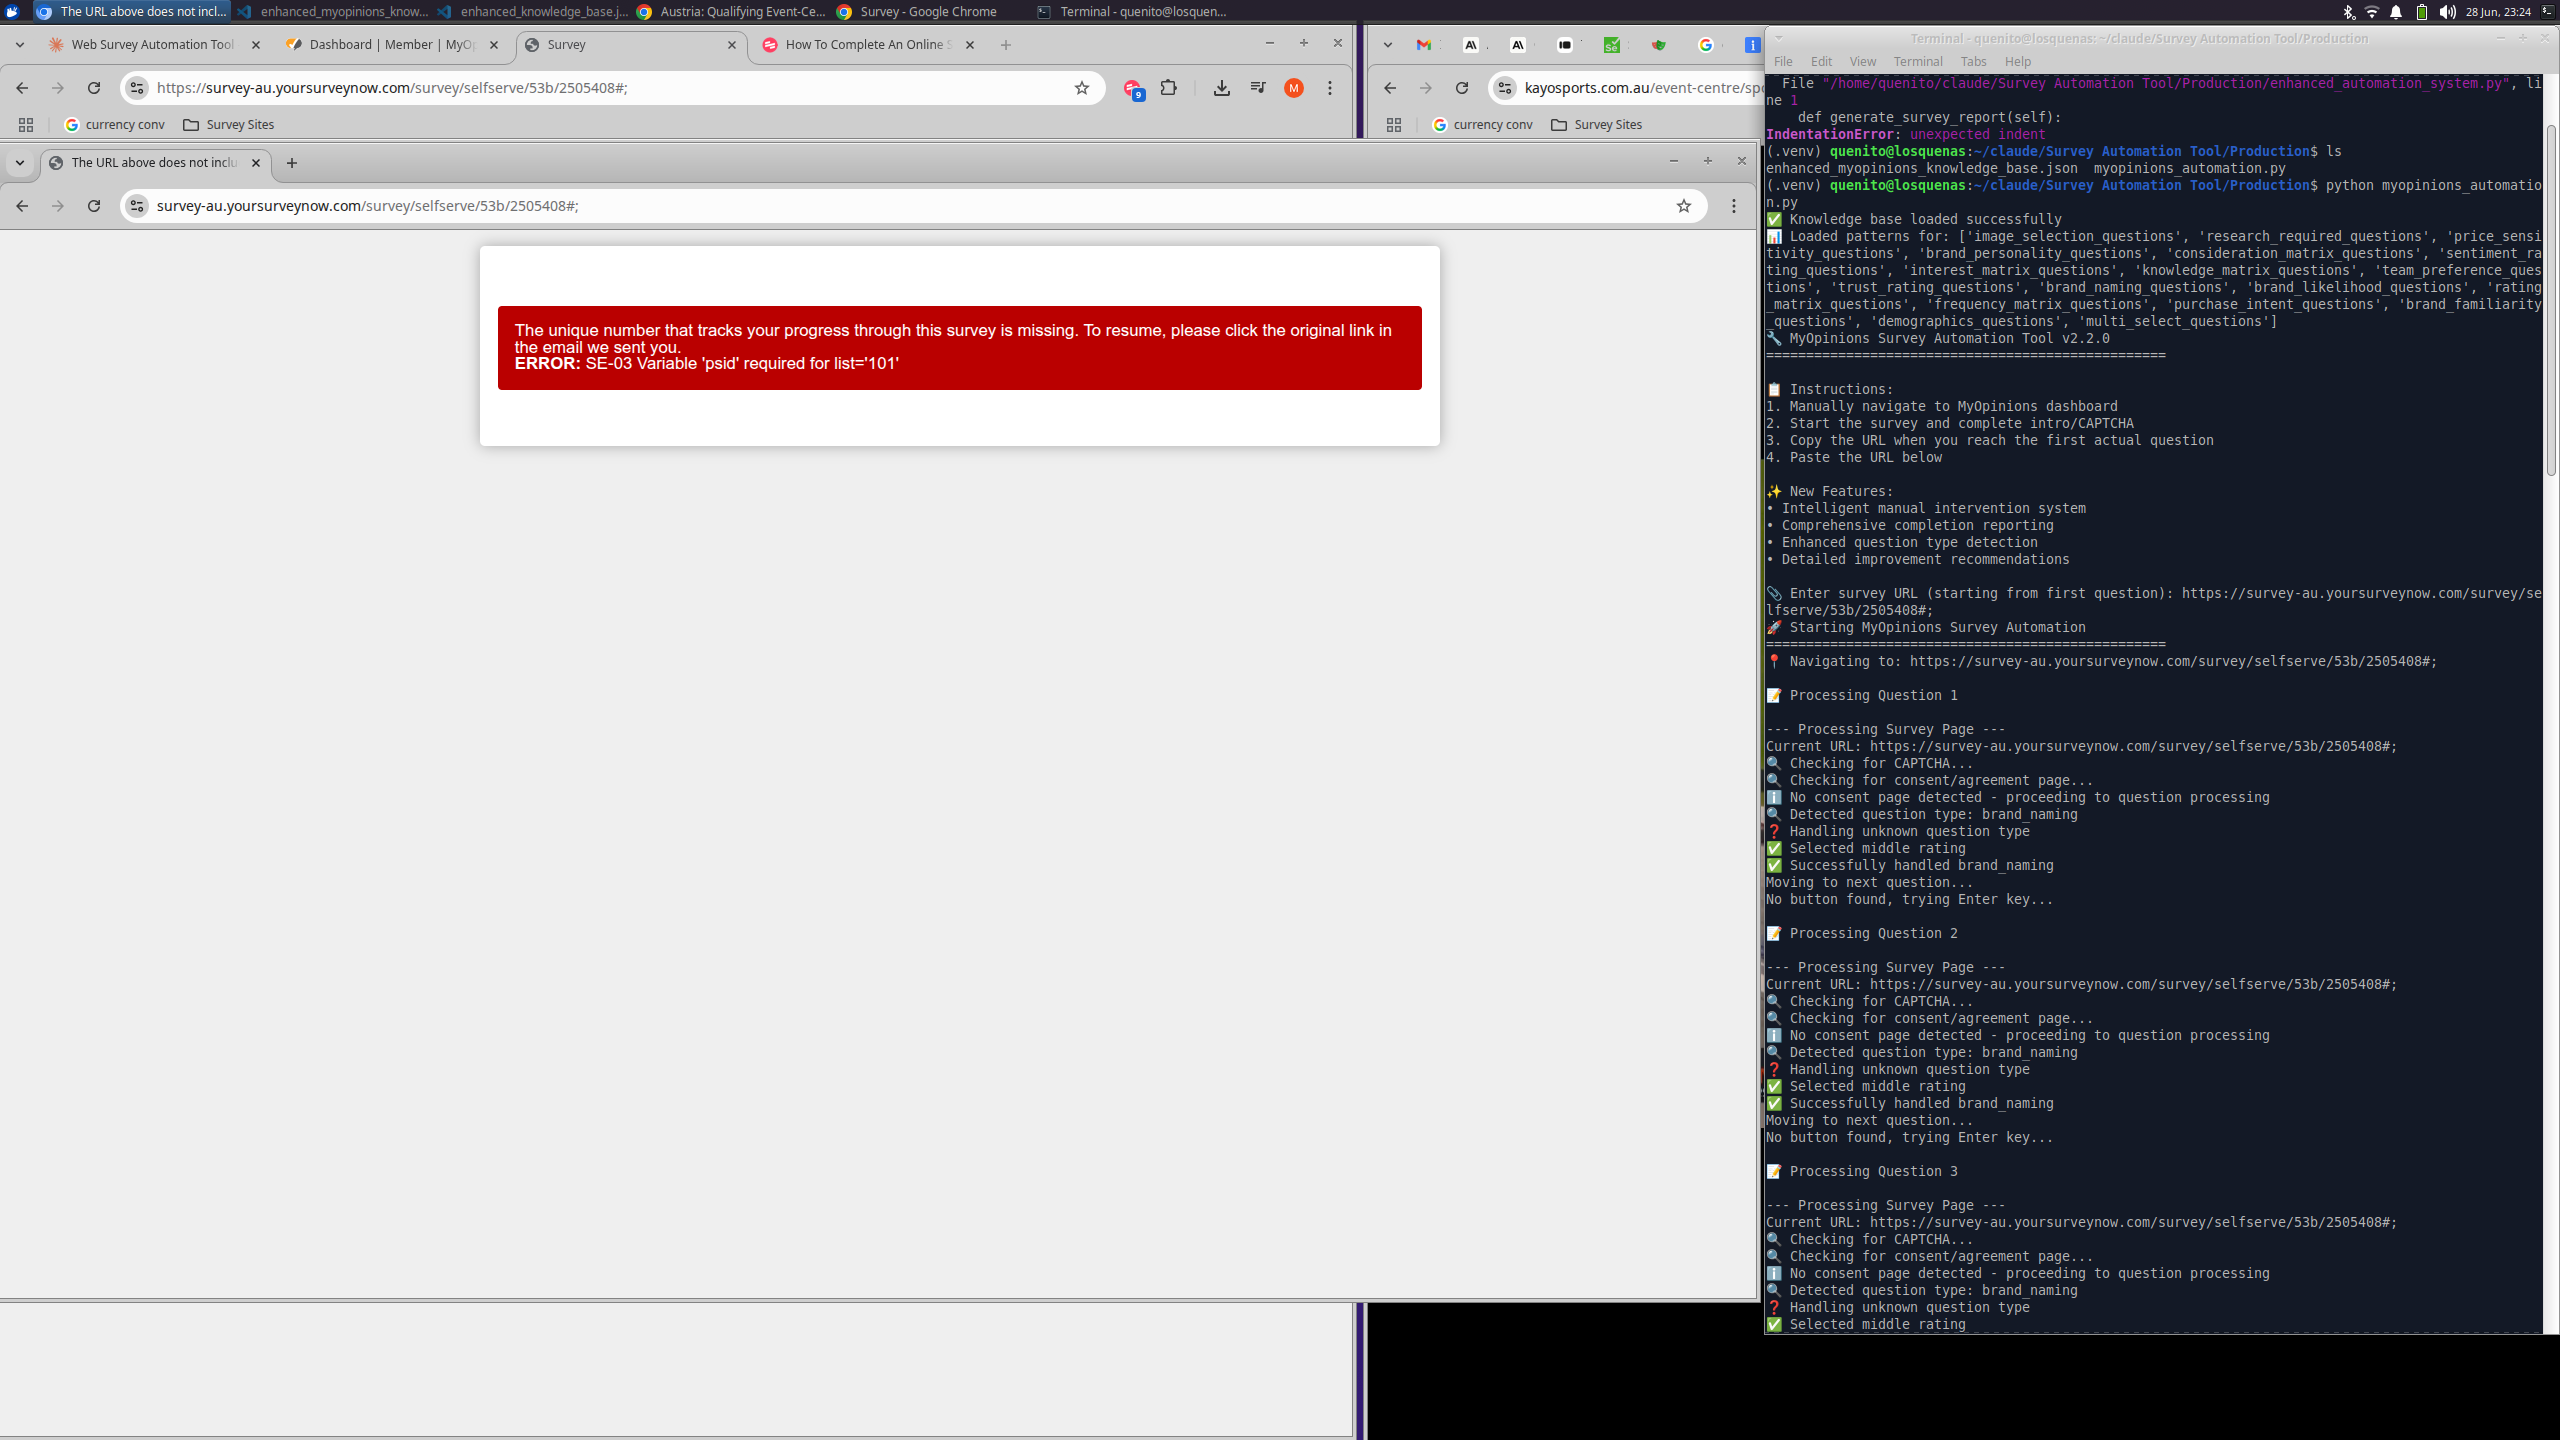 The URL above does not incl...
enhanced_myopinions_know...
enhanced_knowledge_base.j...
Austria: Qualifying Event-Ce...
Survey - Google Chrome
Terminal - quenito@losquen...
28 Jun, 23:24
Web Survey Automation Tool
Dashboard | Member | MyOp
Survey
How To Complete An Online S
https://survey-au.yoursurveynow.com/survey/selfserve/53b/2505408#;
9
M
currency conv
Survey Sites
kayosports.com.au/event-centre/spo
currency conv
Survey Sites
The URL above does not inclu
survey-au.yoursurveynow.com/survey/selfserve/53b/2505408#;
The unique number that tracks your progress through this survey is missing. To resume, please click the original link in
the email we sent you.
ERROR: SE-03 Variable 'psid' required for list='101'
Terminal - quenito@losquenas: ~/claude/Survey Automation Tool/Production
File Edit View Terminal Tabs Help
File "/home/quenito/claude/Survey Automation Tool/Production/enhanced_automation_system.py", li
ne 1
def generate_survey_report(self):
IndentationError: unexpected indent
(.venv) quenito@losquenas:~/claude/Survey Automation Tool/Production$ ls
enhanced_myopinions_knowledge_base.json  myopinions_automation.py
(.venv) quenito@losquenas:~/claude/Survey Automation Tool/Production$ python myopinions_automatio
n.py
✅ Knowledge base loaded successfully
📊 Loaded patterns for: ['image_selection_questions', 'research_required_questions', 'price_sensi
tivity_questions', 'brand_personality_questions', 'consideration_matrix_questions', 'sentiment_ra
ting_questions', 'interest_matrix_questions', 'knowledge_matrix_questions', 'team_preference_ques
tions', 'trust_rating_questions', 'brand_naming_questions', 'brand_likelihood_questions', 'rating
_matrix_questions', 'frequency_matrix_questions', 'purchase_intent_questions', 'brand_familiarity
_questions', 'demographics_questions', 'multi_select_questions']
🔧 MyOpinions Survey Automation Tool v2.2.0
==================================================
📋 Instructions:
1. Manually navigate to MyOpinions dashboard
2. Start the survey and complete intro/CAPTCHA
3. Copy the URL when you reach the first actual question
4. Paste the URL below
✨ New Features:
• Intelligent manual intervention system
• Comprehensive completion reporting
• Enhanced question type detection
• Detailed improvement recommendations
📎 Enter survey URL (starting from first question): https://survey-au.yoursurveynow.com/survey/se
lfserve/53b/2505408#;
🚀 Starting MyOpinions Survey Automation
==================================================
📍 Navigating to: https://survey-au.yoursurveynow.com/survey/selfserve/53b/2505408#;
📝 Processing Question 1
--- Processing Survey Page ---
Current URL: https://survey-au.yoursurveynow.com/survey/selfserve/53b/2505408#;
🔍 Checking for CAPTCHA...
🔍 Checking for consent/agreement page...
ℹ️ No consent page detected - proceeding to question processing
🔍 Detected question type: brand_naming
❓ Handling unknown question type
✅ Selected middle rating
✅ Successfully handled brand_naming
Moving to next question...
No button found, trying Enter key...
📝 Processing Question 2
--- Processing Survey Page ---
Current URL: https://survey-au.yoursurveynow.com/survey/selfserve/53b/2505408#;
🔍 Checking for CAPTCHA...
🔍 Checking for consent/agreement page...
ℹ️ No consent page detected - proceeding to question processing
🔍 Detected question type: brand_naming
❓ Handling unknown question type
✅ Selected middle rating
✅ Successfully handled brand_naming
Moving to next question...
No button found, trying Enter key...
📝 Processing Question 3
--- Processing Survey Page ---
Current URL: https://survey-au.yoursurveynow.com/survey/selfserve/53b/2505408#;
🔍 Checking for CAPTCHA...
🔍 Checking for consent/agreement page...
ℹ️ No consent page detected - proceeding to question processing
🔍 Detected question type: brand_naming
❓ Handling unknown question type
✅ Selected middle rating